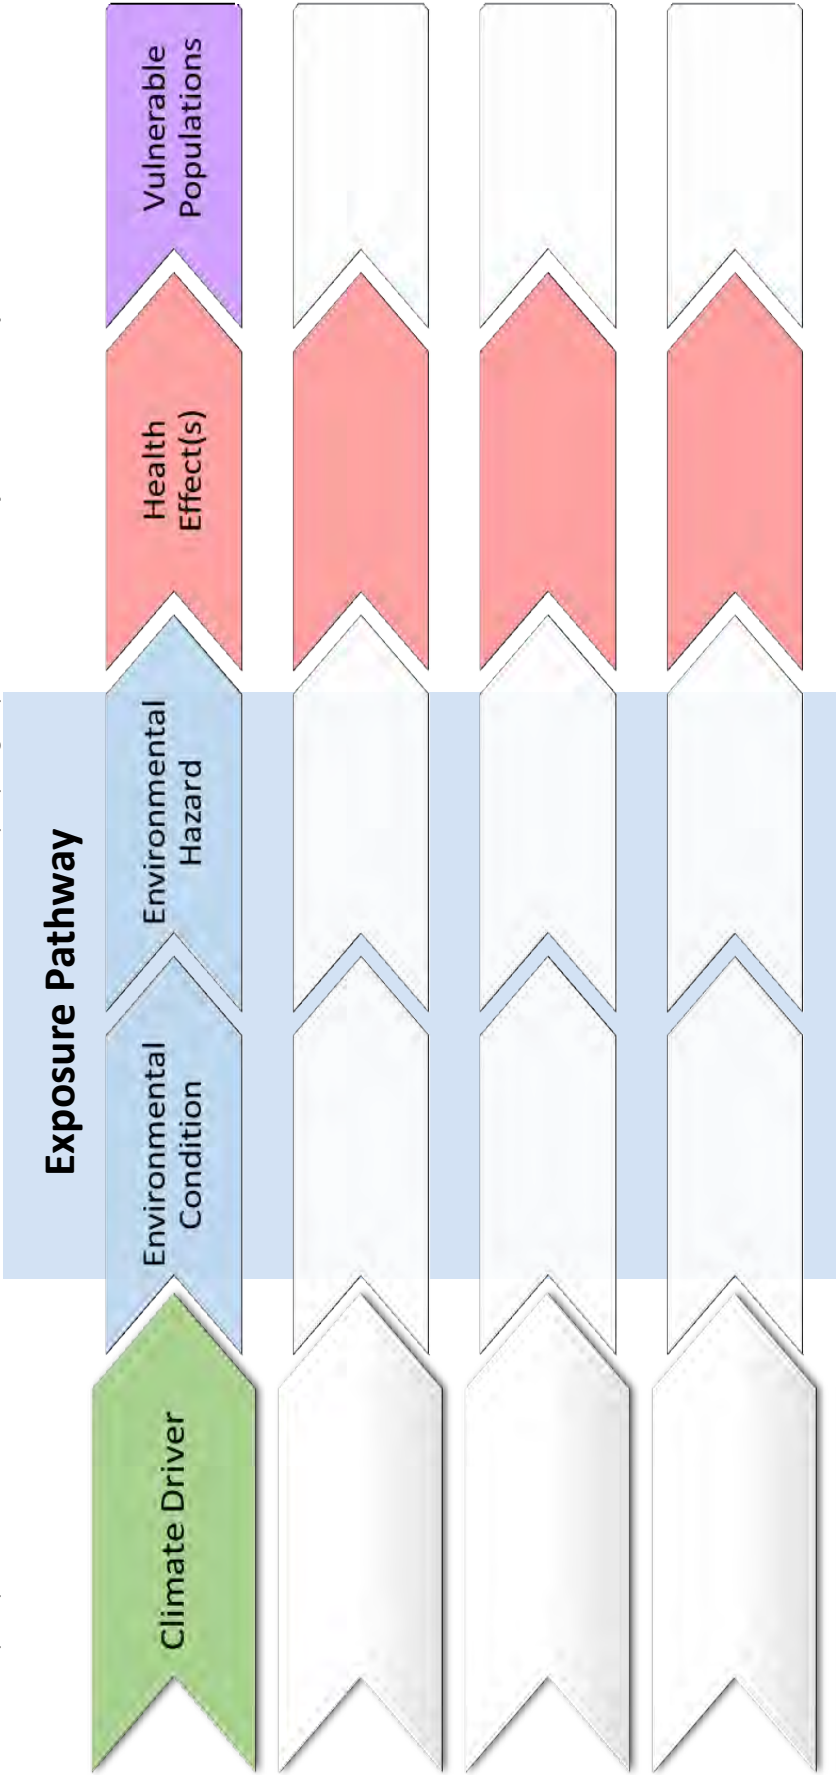 Exposure Pathway
Climate Driver
Environmental
Condition
Environmental
Hazard
Health
Effect(s)
Vulnerable
Populations